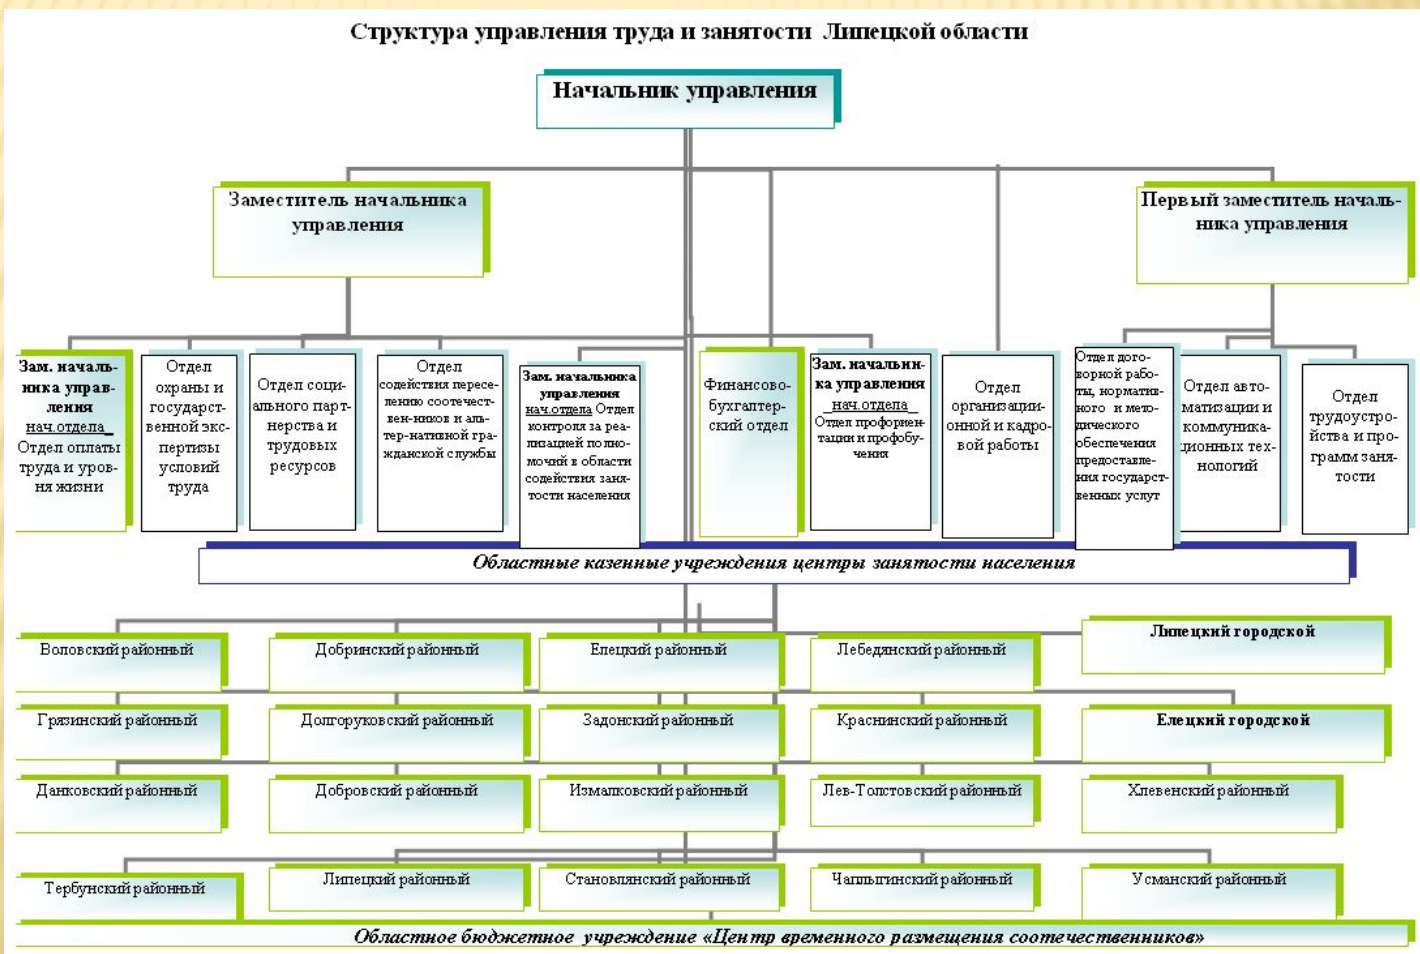 Структура управления труда и занятости Липецкой области
Начальник управления
Заместитель начальника
управления
Первый заместитель началь-
ника управления
Зам. началь-
ника управ-
ления
нач.отдела
Отдел оплаты
труда и уров-
ня жизни
Отдел
охраны и
государст-
венной экс-
пертизы
условий
труда
Отдел соци-
ального парт-
нерства и
трудовых
ресурсов
Отдел
содействия пересе-
лению соотечест-
вен-ников и аль-
тер-нативной гра-
жданской службы
Зам. начальника
управления
нач.отдела Отдел
контроля за реа-
лизацией полно-
мочий в области
содействия заня-
тости населения
Финансово-
бухгалтер-
ский отдел
Зам. начальни-
ка управления
нач.отдела
Отдел профориен-
тации и профобу-
чения
Отдел
организаци-
онной и кадро-
вой работы
Отдел дого-
ворной рабо-
ты, норматив-
ного и мето-
дического
обеспечения
предоставле-
ния государст-
венных услуг
Отдел авто-
матизации и
коммуника-
ционных тех-
нологий
Отдел
трудоустро-
йства и про-
грамм заня-
тости
Областные казенные учреждения центры занятости населения
Воловский районный
Добринский районный
Елецкий районный
Лебедянский районный
Липецкий городской
Грязинский районный
Долгоруковский районный
Задонский районный
Краснинский районный
Елецкий городской
Данковский районный
Добровский районный
Измалковский районный
Лев-Толстовский районный
Хлевенский районный
Тербунский районный
Липецкий районный
Становлянский районный
Чаплыгинский районный
Усманский районный
Областное бюджетное учреждение «Центр временного размещения соотечественников»